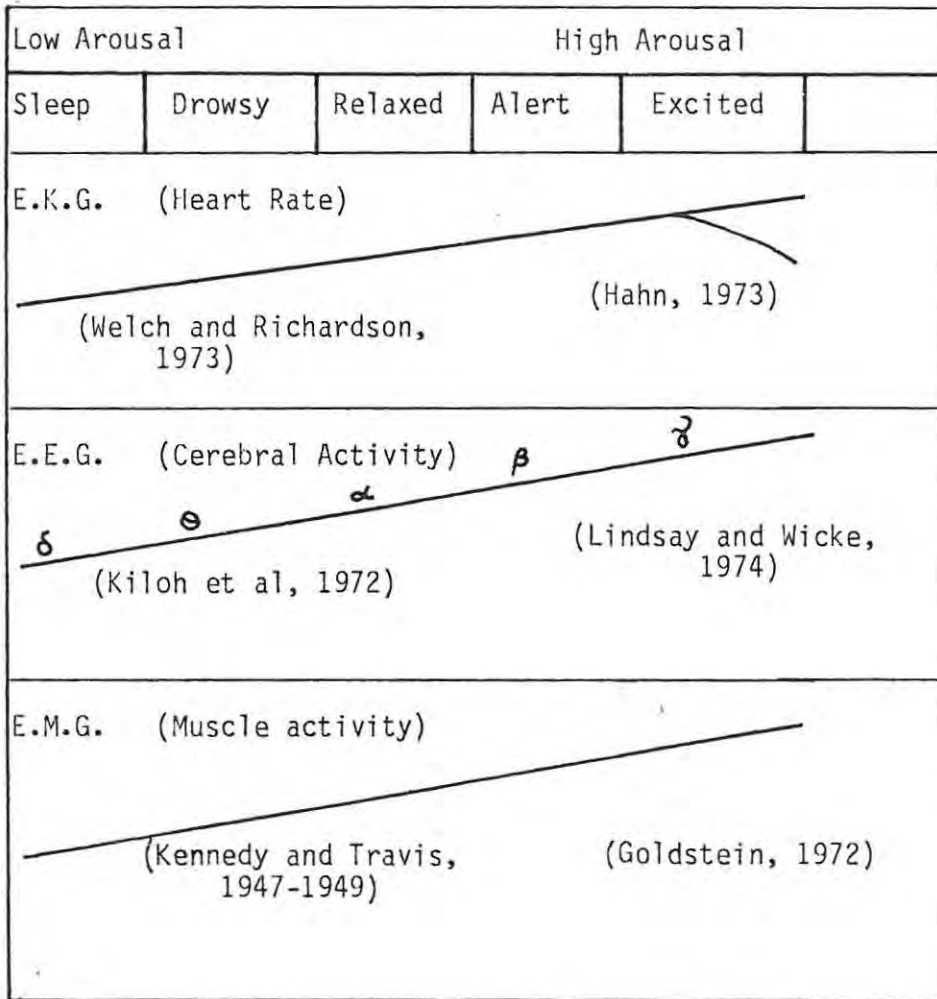 Low Arousal High Arousal
Sleep Drowsy Relaxed Alert Excited
E.K.G. (Heart Rate)
(Hahn, 1973)
(Welch and Richardson,
1973)
E.E.G. (Cerebral Activity)
δ θ α β γ
(Lindsay and Wicke,
1974)
(Kiloh et al, 1972)
E.M.G. (Muscle activity)
(Kennedy and Travis,
1947-1949)
(Goldstein, 1972)